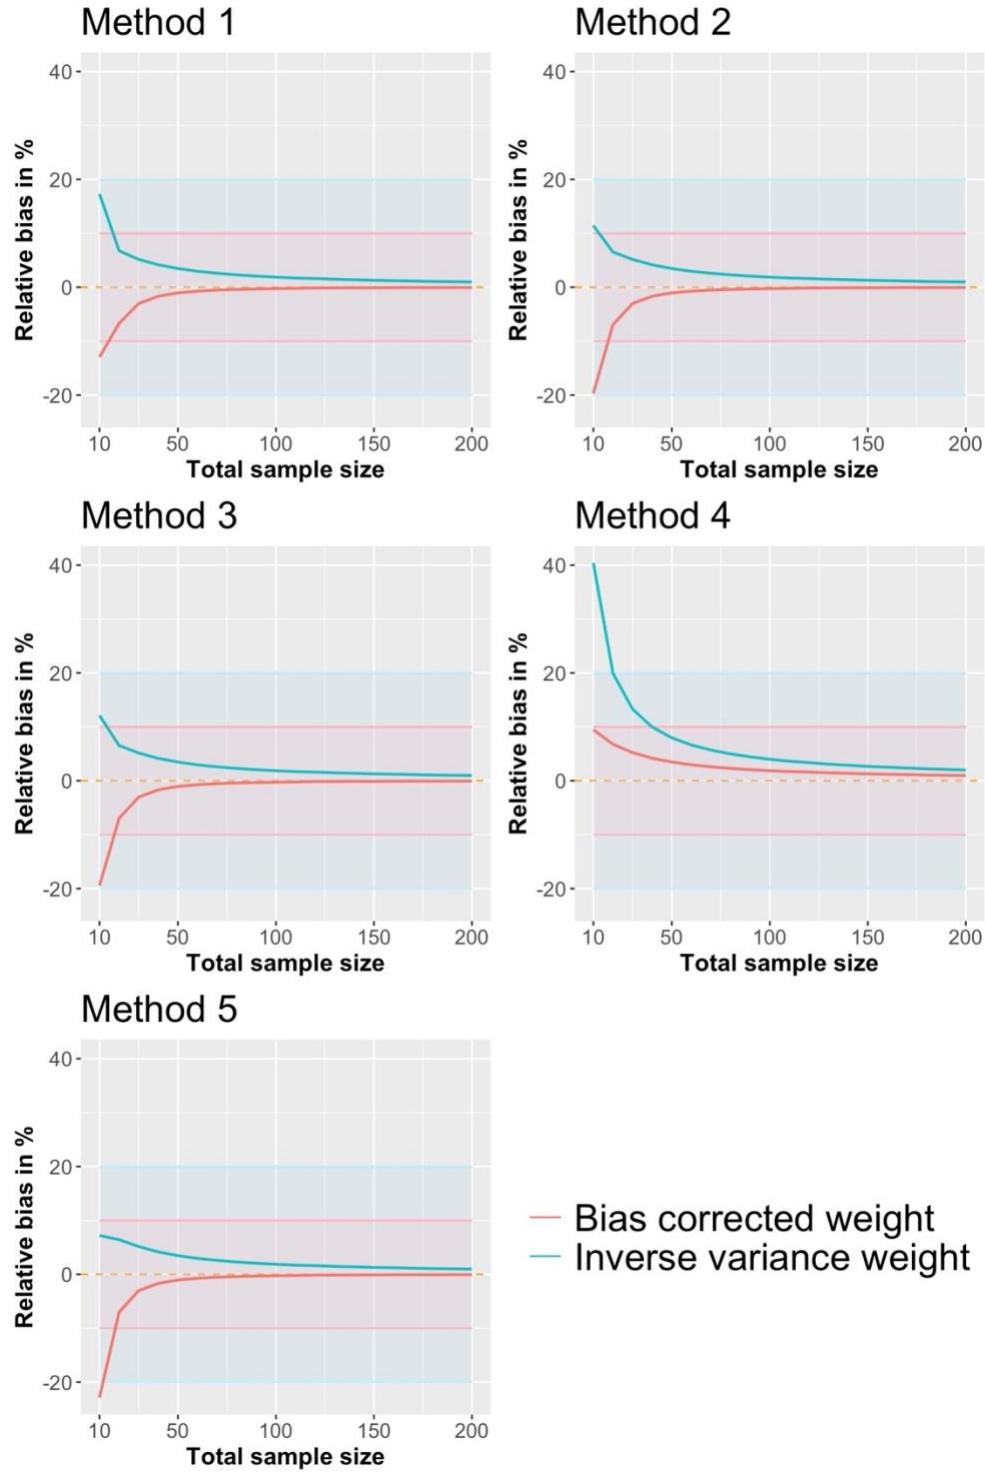 Method 1
Relative bias in %
40
20
0
-20
10 50 100 150 200
Total sample size
Method 2
Relative bias in %
40
20
0
-20
10 50 100 150 200
Total sample size
Method 3
Relative bias in %
40
20
0
-20
10 50 100 150 200
Total sample size
Method 4
Relative bias in %
40
20
0
-20
10 50 100 150 200
Total sample size
Method 5
Relative bias in %
40
20
0
-20
10 50 100 150 200
Total sample size
Bias corrected weight
Inverse variance weight